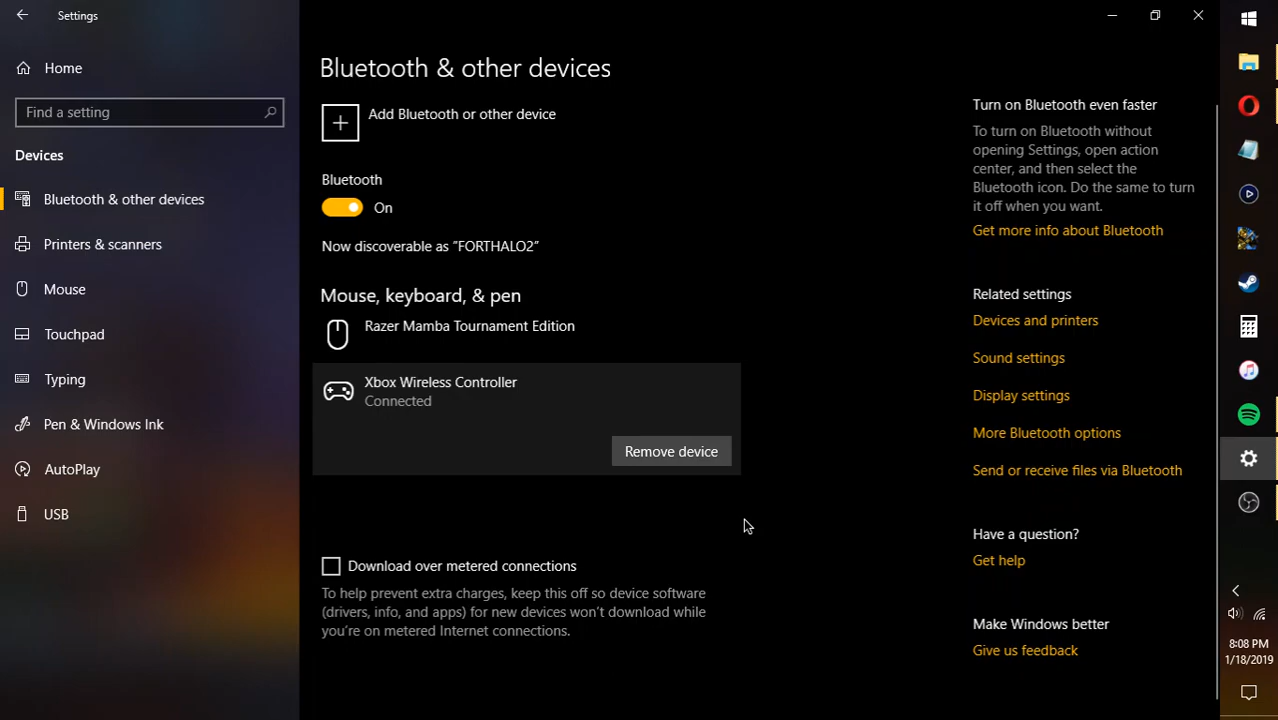 Settings
Home
Find a setting
Devices
Bluetooth & other devices
Printers & scanners
Mouse
Touchpad
Typing
Pen & Windows Ink
AutoPlay
USB
Bluetooth & other devices
Add Bluetooth or other device
Bluetooth
On
Now discoverable as “FORTHALO2”
Mouse, keyboard, & pen
Razer Mamba Tournament Edition
Xbox Wireless Controller
Connected
Remove device
Download over metered connections
To help prevent extra charges, keep this off so device software
(drivers, info, and apps) for new devices won’t download while
you’re on metered Internet connections.
Turn on Bluetooth even faster
To turn on Bluetooth without
opening Settings, open action
center, and then select the
Bluetooth icon. Do the same to turn
it off when you want.
Get more info about Bluetooth
Related settings
Devices and printers
Sound settings
Display settings
More Bluetooth options
Send or receive files via Bluetooth
Have a question?
Get help
Make Windows better
Give us feedback
8:08 PM
1/18/2019